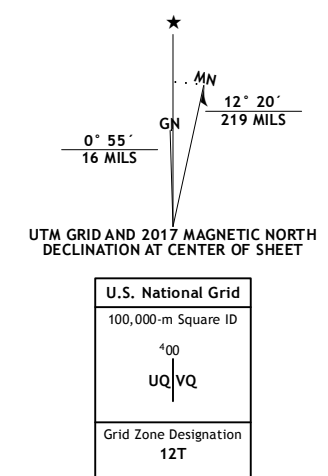 ★
MN
12° 20´
219 MILS
GN
0° 55´
16 MILS
UTM GRID AND 2017 MAGNETIC NORTH
DECLINATION AT CENTER OF SHEET
U.S. National Grid
100,000-m Square ID
⁴00
UQ VQ
Grid Zone Designation
12T